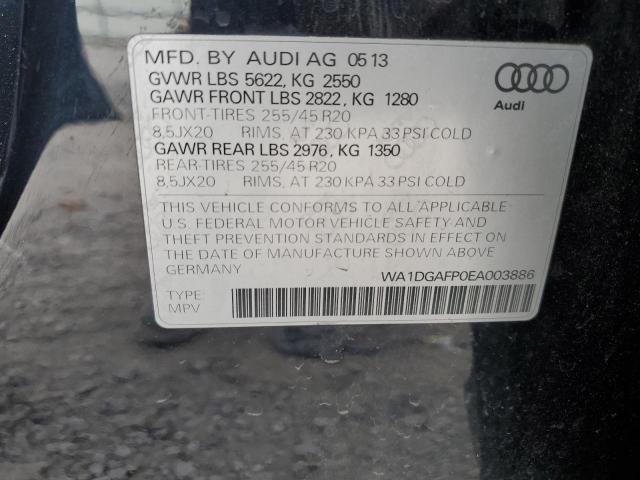 MFD. BY AUDI AG 05 13
GVWR LBS 5622, KG 2550
GAWR FRONT LBS 2822, KG 1280
FRONT-TIRES 255/45 R20
8,5JX20 RIMS, AT 230 KPA 33 PSI COLD
GAWR REAR LBS 2976, KG 1350
REAR-TIRES 255/45 R20
8,5JX20 RIMS, AT 230 KPA 33 PSI COLD
Audi
THIS VEHICLE CONFORMS TO ALL APPLICABLE
U.S. FEDERAL MOTOR VEHICLE SAFETY AND
THEFT PREVENTION STANDARDS IN EFFECT ON
THE DATE OF MANUFACTURE SHOWN ABOVE
GERMANY
WA1DGAFP0EA003886
TYPE:
MPV